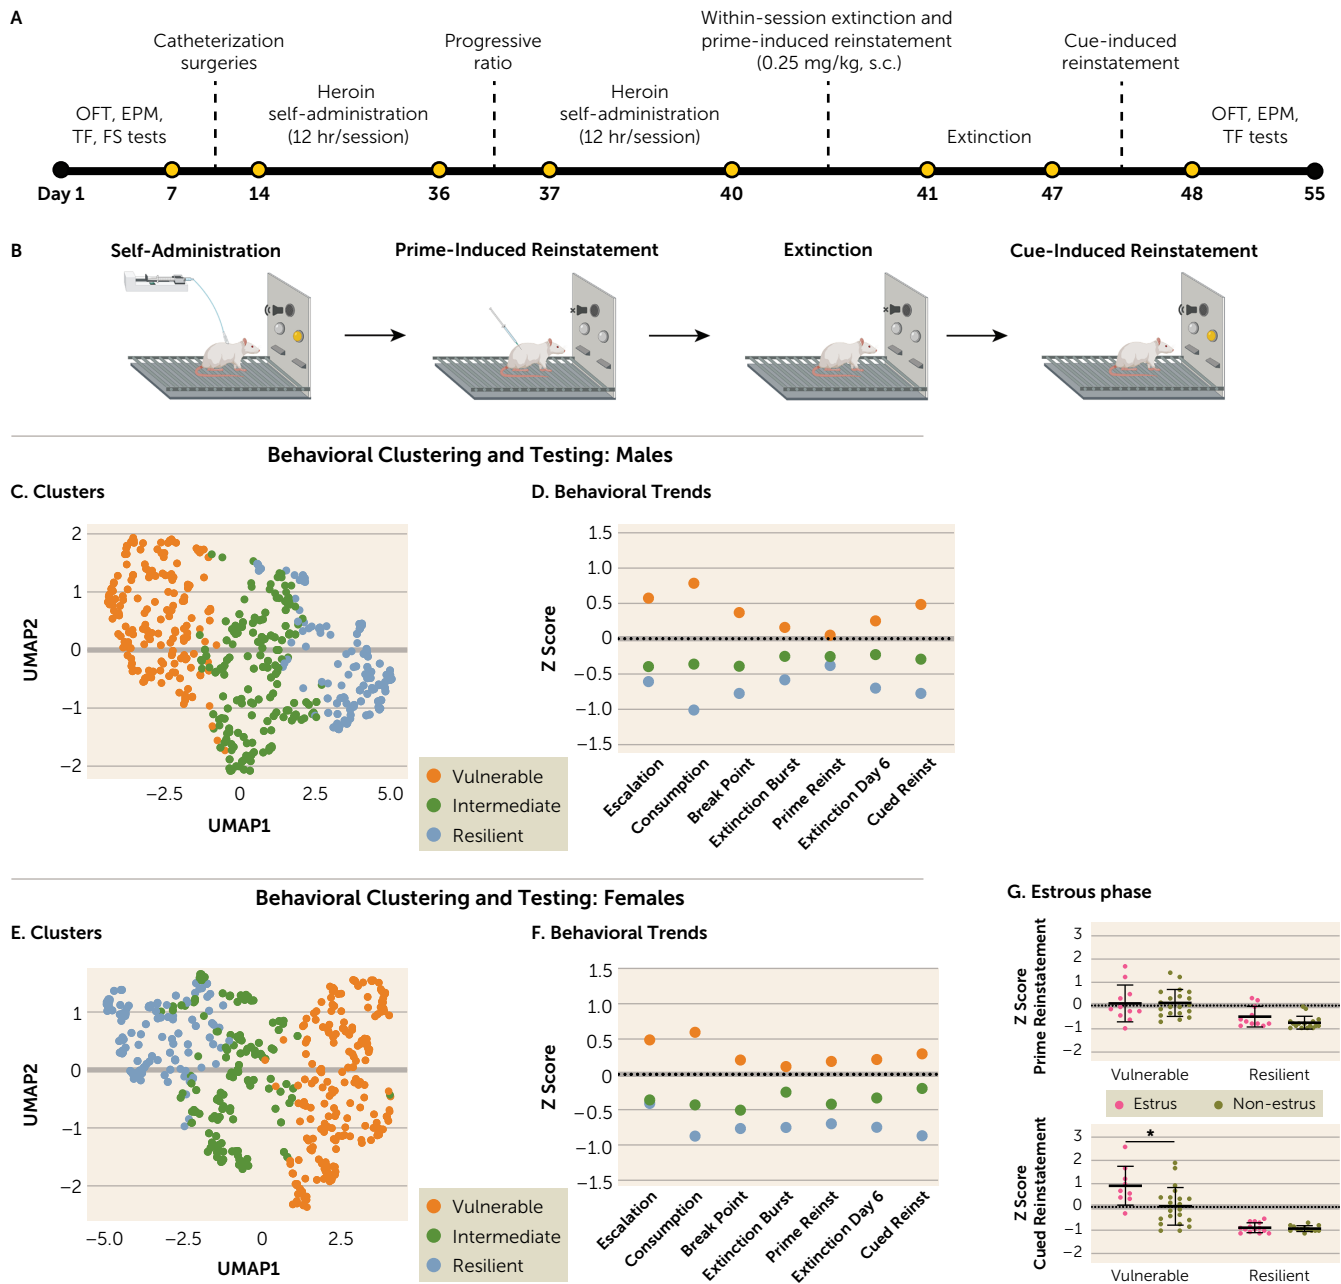 A
Catheterization
surgeries
Progressive
ratio
Within-session extinction and
prime-induced reinstatement
(0.25 mg/kg, s.c.)
Cue-induced
reinstatement
OFT, EPM,
TF, FS tests
Heroin
self-administration
(12 hr/session)
Heroin
self-administration
(12 hr/session)
Extinction
OFT, EPM,
TF tests
Day 1 7 14 36 37 40 41 47 48 55
B
Self-Administration Prime-Induced Reinstatement Extinction Cue-Induced Reinstatement
Behavioral Clustering and Testing: Males
C. Clusters
2
1
0
−1
−2
UMAP2
−2.5 0 2.5 5.0
UMAP1
Vulnerable
Intermediate
Resilient
D. Behavioral Trends
1.5
1.0
0.5
0
−0.5
−1.0
−1.5
Z Score
Escalation
Consumption
Break Point
Extinction Burst
Prime Reinst
Extinction Day 6
Cued Reinst
Behavioral Clustering and Testing: Females
E. Clusters
1
0
−1
−2
UMAP2
−5.0 −2.5 0 2.5
UMAP1
Vulnerable
Intermediate
Resilient
F. Behavioral Trends
1.5
1.0
0.5
0
−0.5
−1.0
−1.5
Z Score
Escalation
Consumption
Break Point
Extinction Burst
Prime Reinst
Extinction Day 6
Cued Reinst
G. Estrous phase
Z Score
Prime Reinstatement
3
2
1
0
−1
−2
Vulnerable Resilient
Estrus Non-estrus
Z Score
Cued Reinstatement
3
2
1
0
−1
−2
*
Vulnerable Resilient